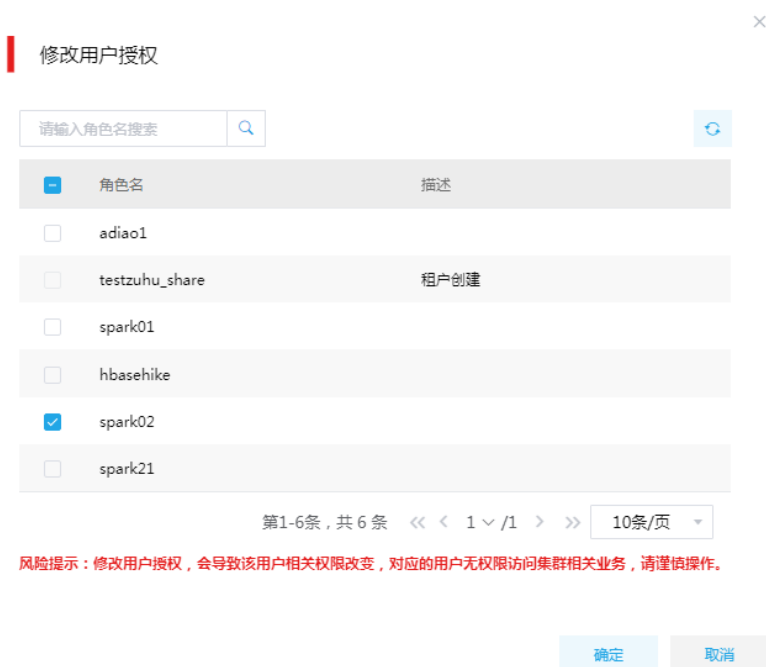 修改用户授权
请输入角色名搜索
角色名 描述
adiao1
testzuhu_share 租户创建
spark01
hbasehike
spark02
spark21
第1-6条，共 6 条 1 /1 10条/页
风险提示：修改用户授权，会导致该用户相关权限改变，对应的用户无权限访问集群相关业务，请谨慎操作。
确定 取消